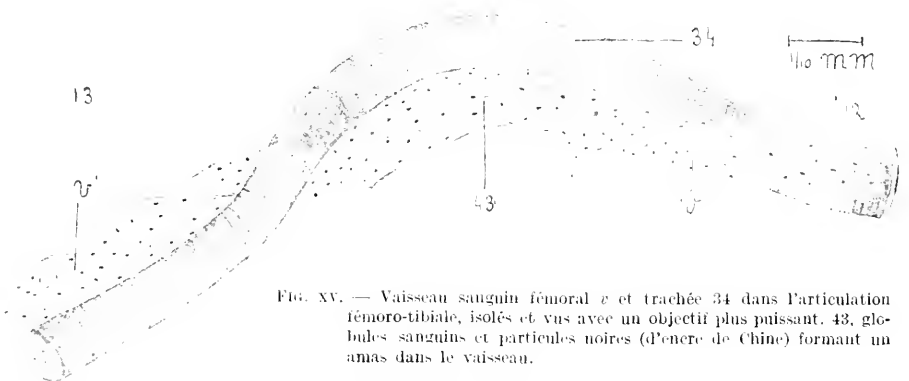 34
1/10 mm
13
v'
43
v
FIG. XV. — Vaisseau sanguin fémoral v et trachée 34 dans l'articulation
fémoro-tibiale, isolés et vus avec un objectif plus puissant. 43, glo-
bules sanguins et particules noires (d'encre de Chine) formant un
amas dans le vaisseau.